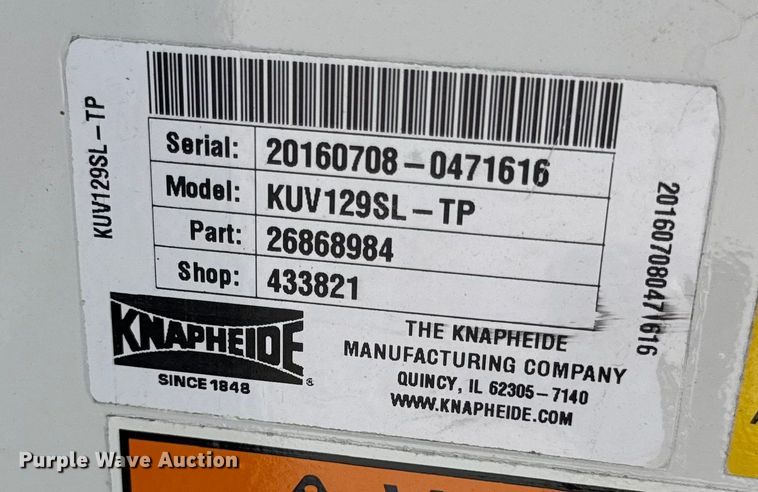 KUV129SL-TP
Serial: 20160708-0471616
Model: KUV129SL-TP
Part: 26868984
Shop: 433821
201607080471616
KNAPHEIDE®
SINCE 1848
THE KNAPHEIDE
MANUFACTURING COMPANY
QUINCY, IL 62305-7140
WWW.KNAPHEIDE.COM
Purple Wave Auction